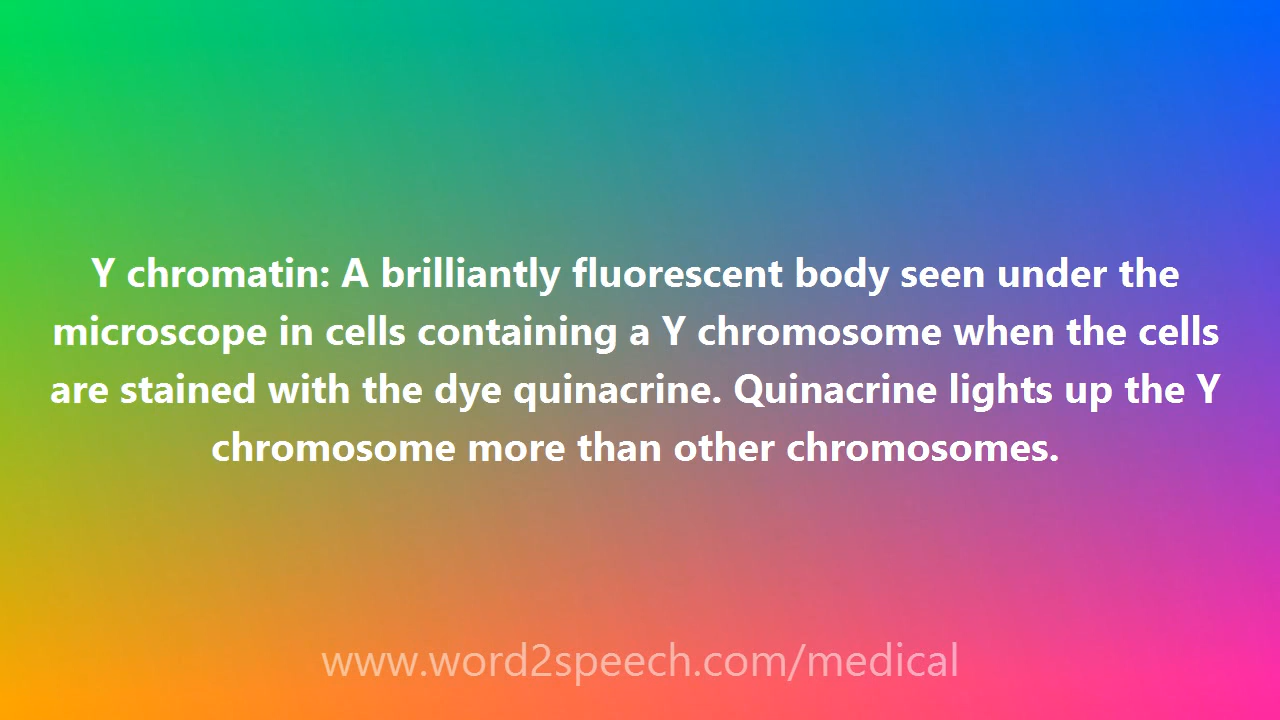 Y chromatin: A brilliantly fluorescent body seen under the
microscope in cells containing a Y chromosome when the cells
are stained with the dye quinacrine. Quinacrine lights up the Y
chromosome more than other chromosomes.
www.word2speech.com/medical